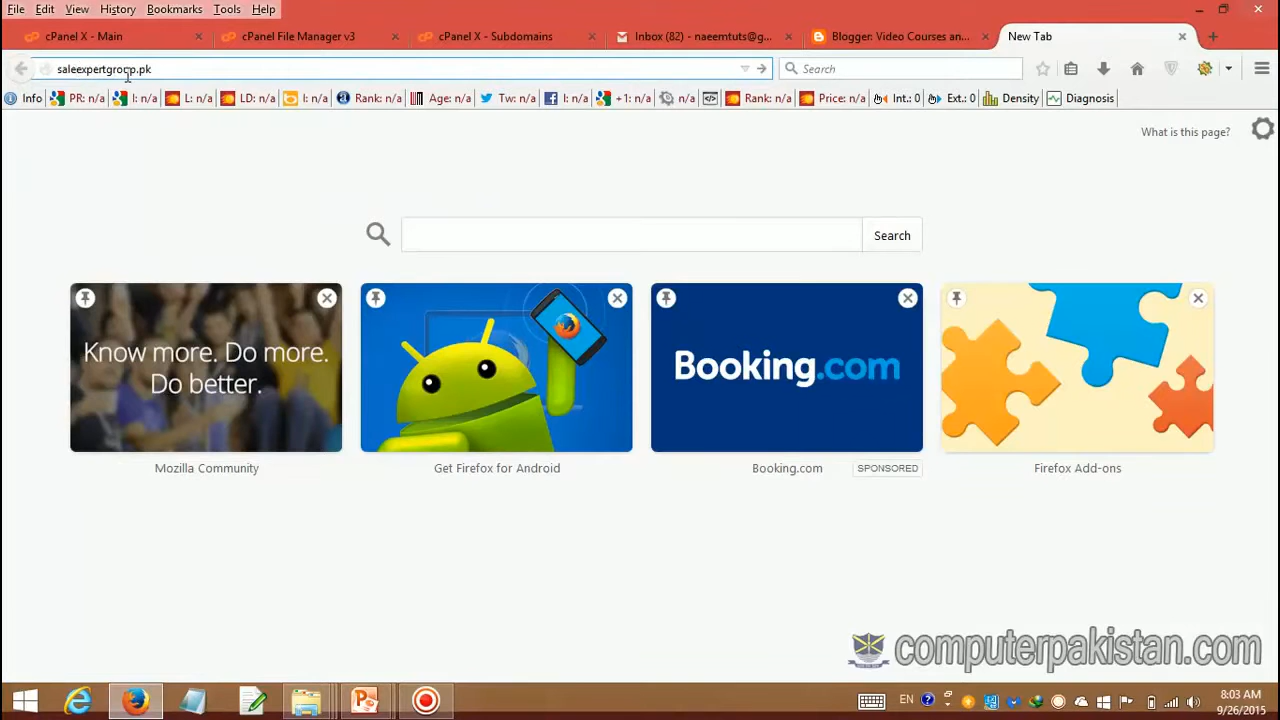 File Edit View History Bookmarks Tools Help
cPanel X - Main
cPanel File Manager v3
cPanel X - Subdomains
Inbox (82) - naeemtuts@g...
Blogger: Video Courses an...
New Tab
saleexpertgroop.pk
Search
Info PR: n/a I: n/a L: n/a LD: n/a I: n/a Rank: n/a Age: n/a Tw: n/a I: n/a +1: n/a n/a Rank: n/a Price: n/a Int.: 0 Ext.: 0 Density Diagnosis
What is this page?
Search
Know more. Do more.
Do better.
Booking.com
Mozilla Community
Get Firefox for Android
Booking.com
SPONSORED
Firefox Add-ons
computerpakistan.com
EN
8:03 AM
9/26/2015